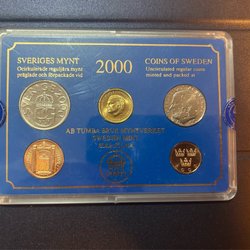 SVERIGES MYNT
Ocirkulerade reguljära mynt
präglade och förpackade vid
2000
COINS OF SWEDEN
Uncirculated regular coins
minted and packed at
AB TUMBA BRUK MYNTVERKET
SWEDEN MINT